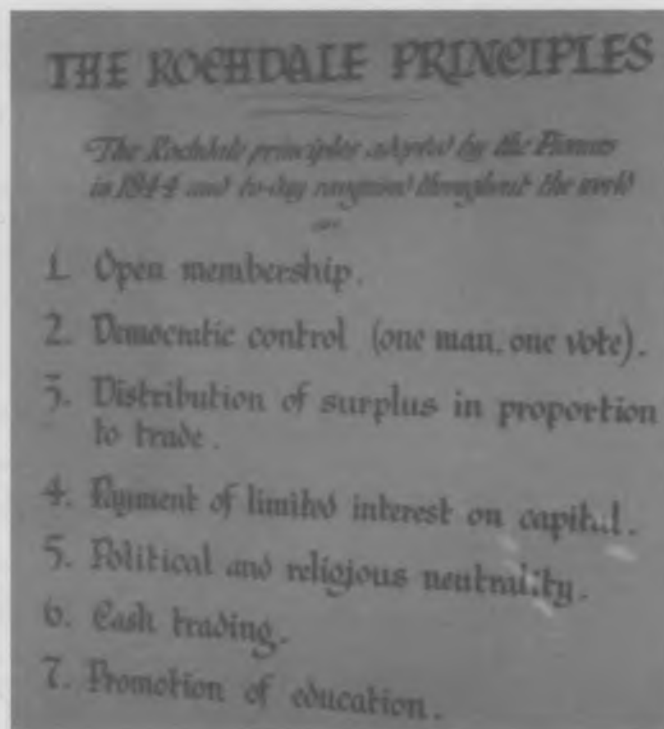 THE ROCHDALE PRINCIPLES
The Rochdale principles adopted by the Pioneers
in 1844 and to-day recognised throughout the world
are
1. Open membership.
2. Democratic control (one man, one vote).
3. Distribution of surplus in proportion
to trade.
4. Payment of limited interest on capital.
5. Political and religious neutrality.
6. Cash trading.
7. Promotion of education.